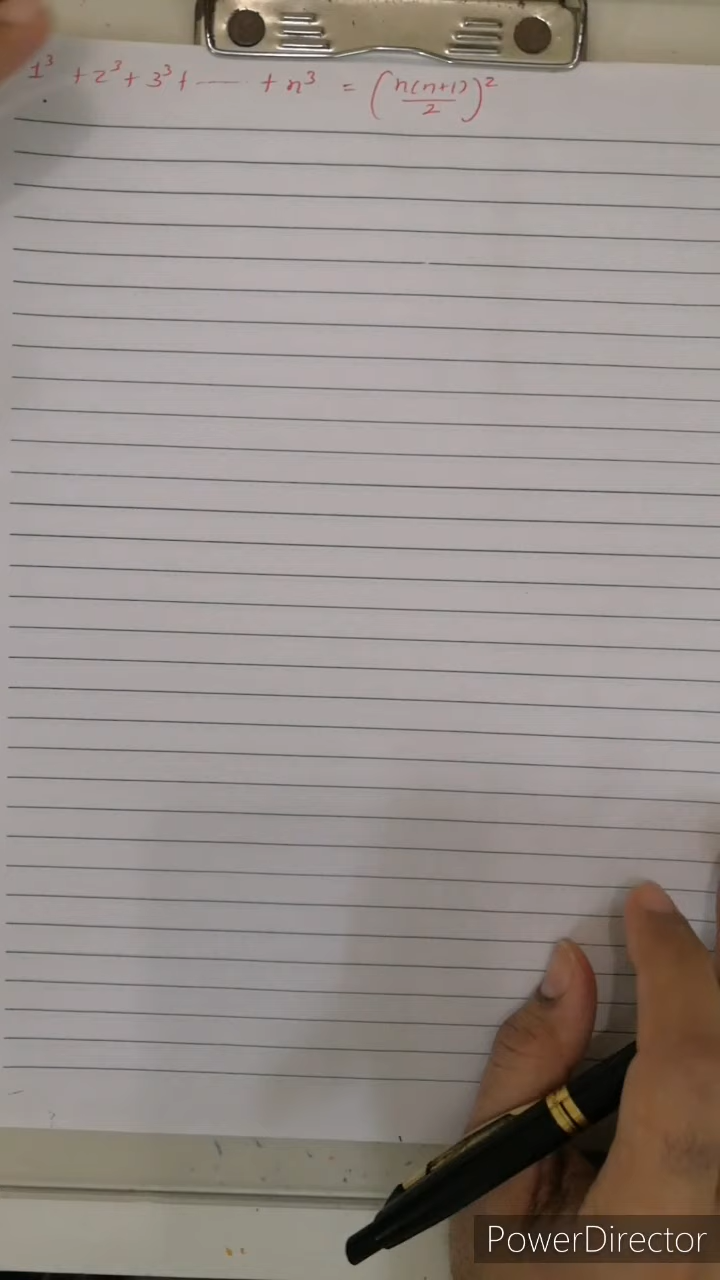 1³ + 2³ + 3³ + —— + n³ = (n(n+1)/2)²
PowerDirector